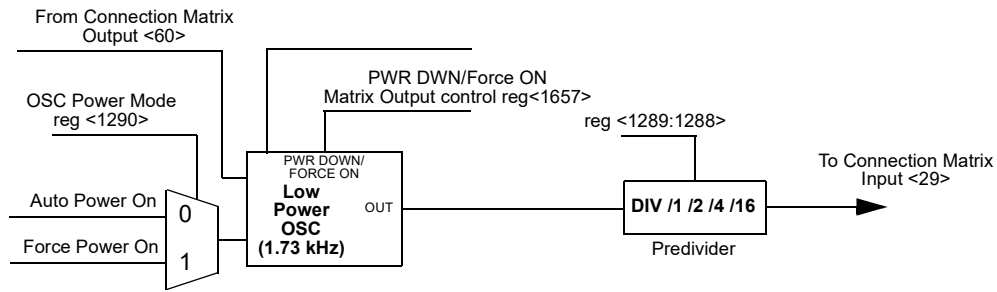 From Connection Matrix
Output <60>
PWR DWN/Force ON
Matrix Output control reg<1657>
OSC Power Mode
reg <1290>
reg <1289:1288>
PWR DOWN/
FORCE ON
Low
Power
OSC
(1.73 kHz)
OUT
To Connection Matrix
Input <29>
Auto Power On
0
DIV /1 /2 /4 /16
Force Power On
1
Predivider